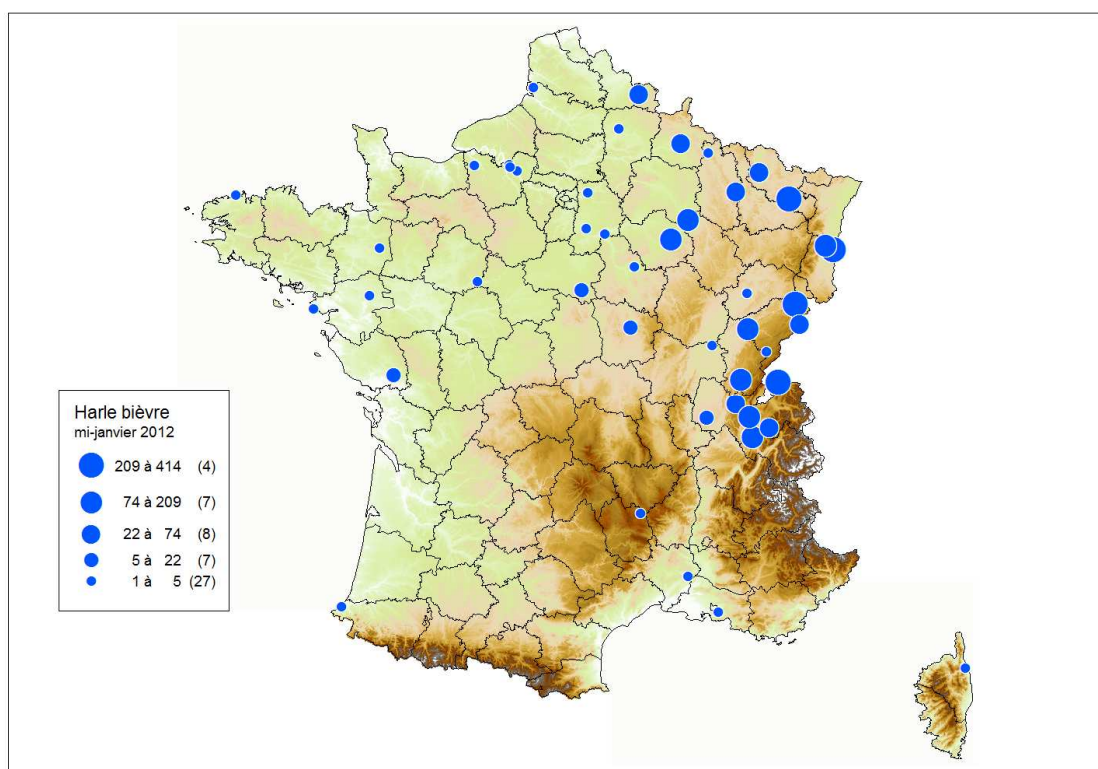 Harle bièvre
mi-janvier 2012
209 à 414 (4)
74 à 209 (7)
22 à 74 (8)
5 à 22 (7)
1 à 5 (27)